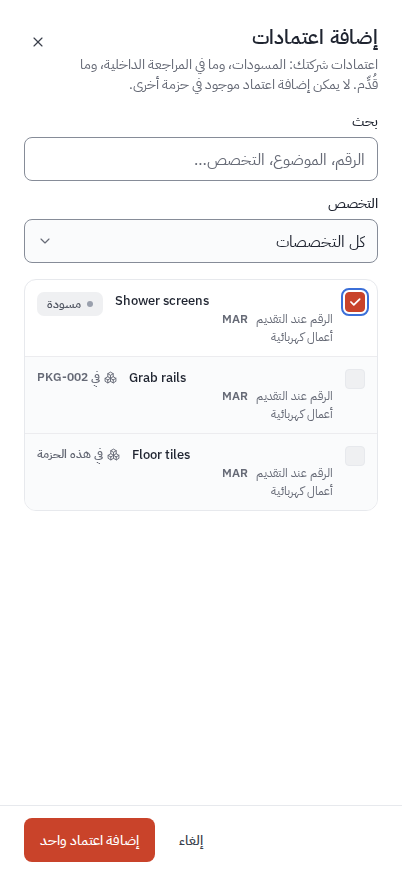 إضافة اعتمادات
اعتمادات شركتك: المسودات، وما في المراجعة الداخلية، وما
قُدِّم. لا يمكن إضافة اعتماد موجود في حزمة أخرى.
بحث
الرقم، الموضوع، التخصص...
التخصص
كل التخصصات
Shower screens مسودة
الرقم عند التقديم MAR
أعمال كهربائية
Grab rails في PKG-002
الرقم عند التقديم MAR
أعمال كهربائية
Floor tiles في هذه الحزمة
الرقم عند التقديم MAR
أعمال كهربائية
إلغاء إضافة اعتماد واحد